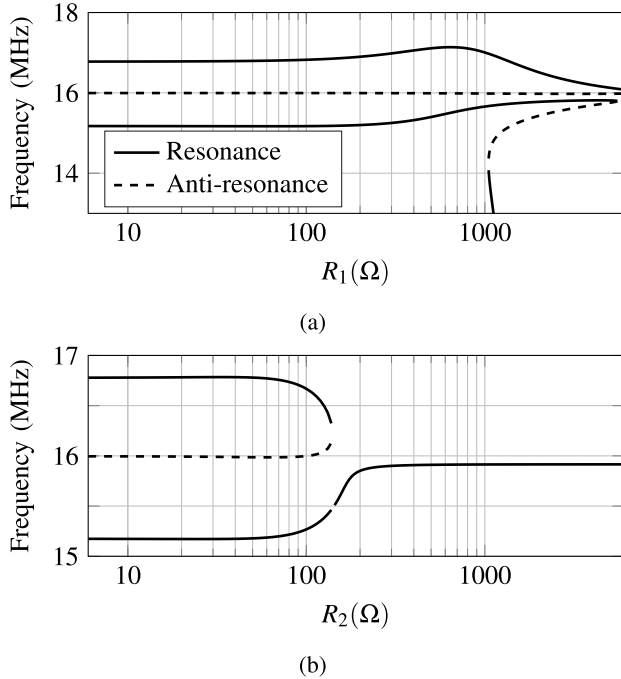 Frequency (MHz)
18
16
14
Resonance
Anti-resonance
10 100 1000
R₁(Ω)
(a)
Frequency (MHz)
17
16
15
10 100 1000
R₂(Ω)
(b)